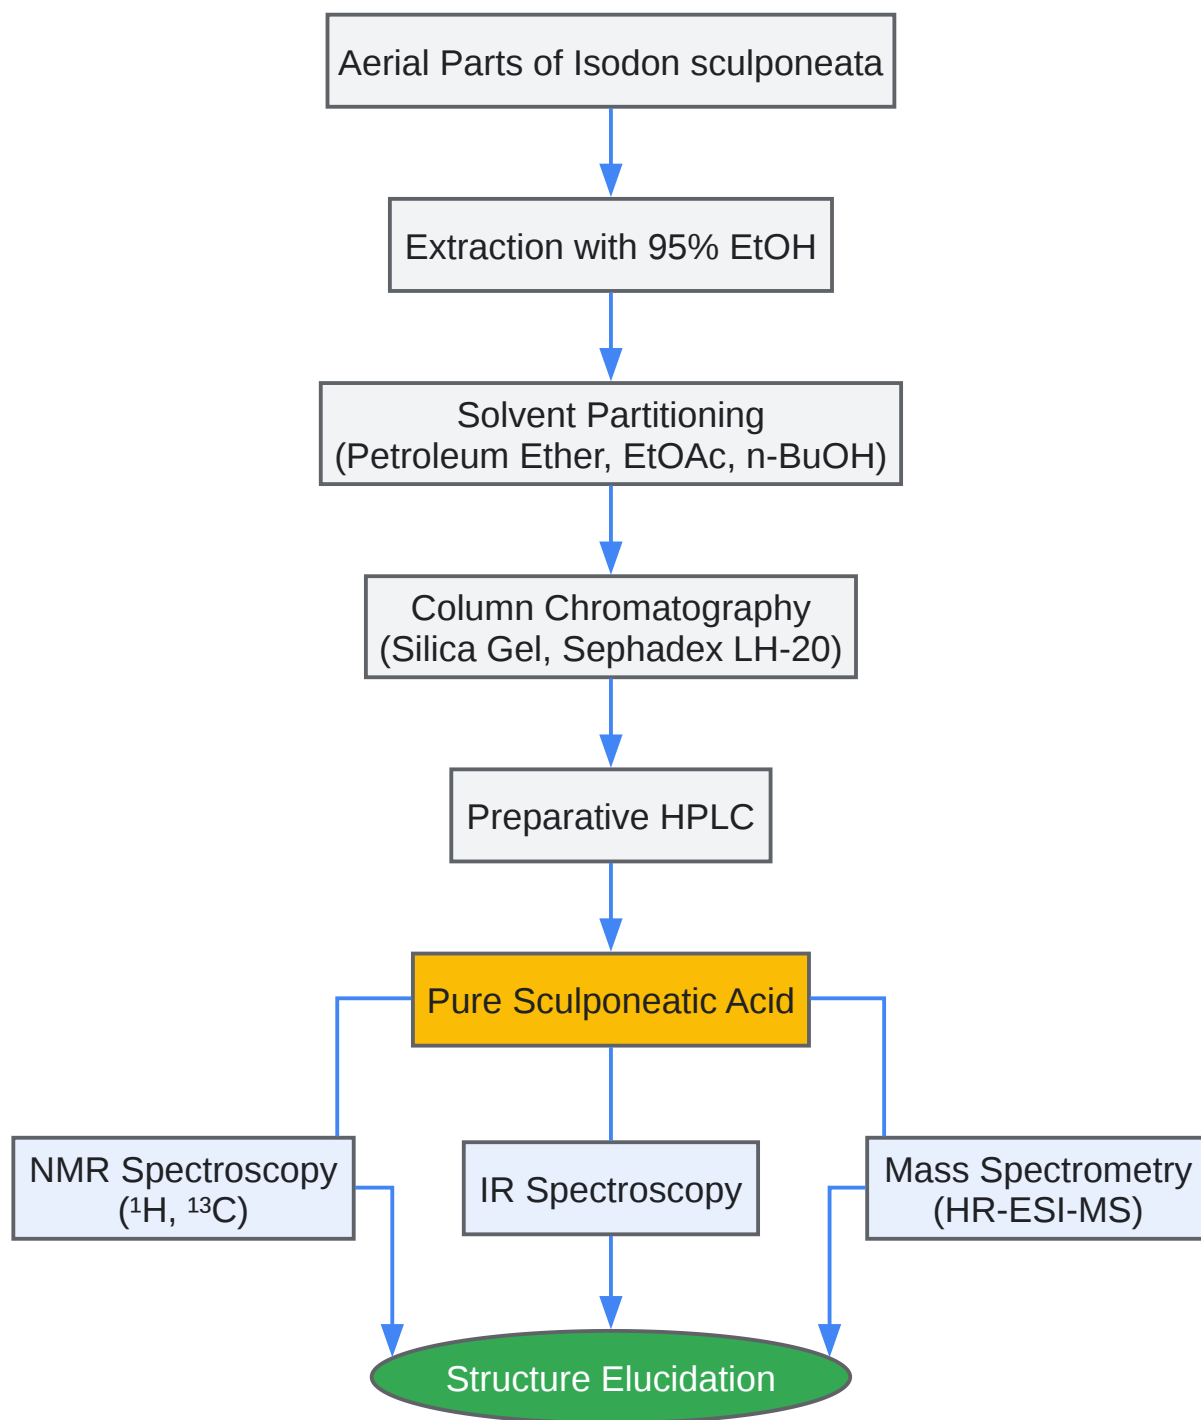 Aerial Parts of Isodon sculponeata
Extraction with 95% EtOH
Solvent Partitioning
(Petroleum Ether, EtOAc, n-BuOH)
Column Chromatography
(Silica Gel, Sephadex LH-20)
Preparative HPLC
Pure Sculponeatic Acid
NMR Spectroscopy
(¹H, ¹³C)
IR Spectroscopy
Mass Spectrometry
(HR-ESI-MS)
Structure Elucidation